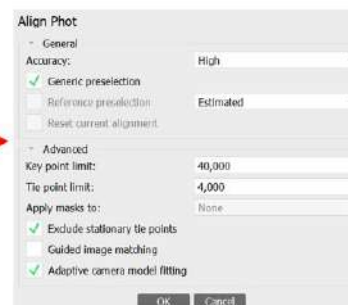 Align Phot
General
Accuracy: High
Generic preselection
Reference preselection Estimated
Reset current alignment
Advanced
Key point limit: 40,000
Tie point limit: 4,000
Apply masks to: None
Exclude stationary tie points
Guided image matching
Adaptive camera model fitting
OK Cancel